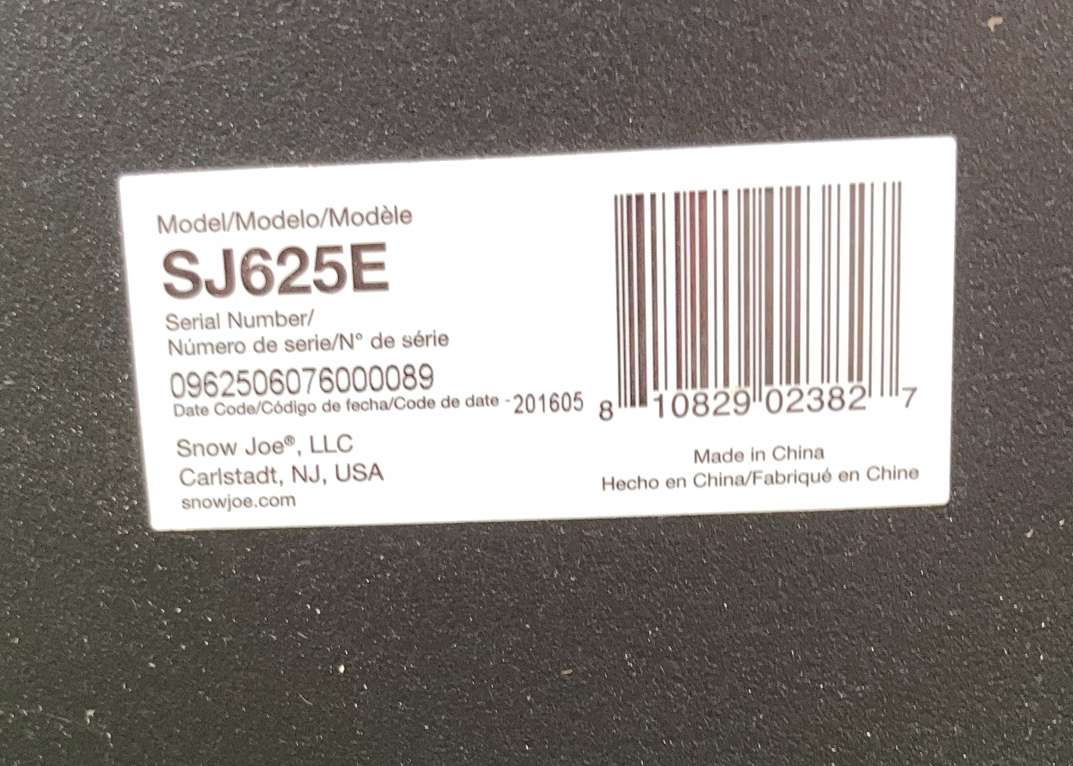 Model/Modelo/Modèle
SJ625E
Serial Number/
Número de serie/N° de série
0962506076000089
Date Code/Código de fecha/Code de date - 201605
Snow Joe®, LLC
Carlstadt, NJ, USA
snowjoe.com
8 10829 02382 7
Made in China
Hecho en China/Fabriqué en Chine